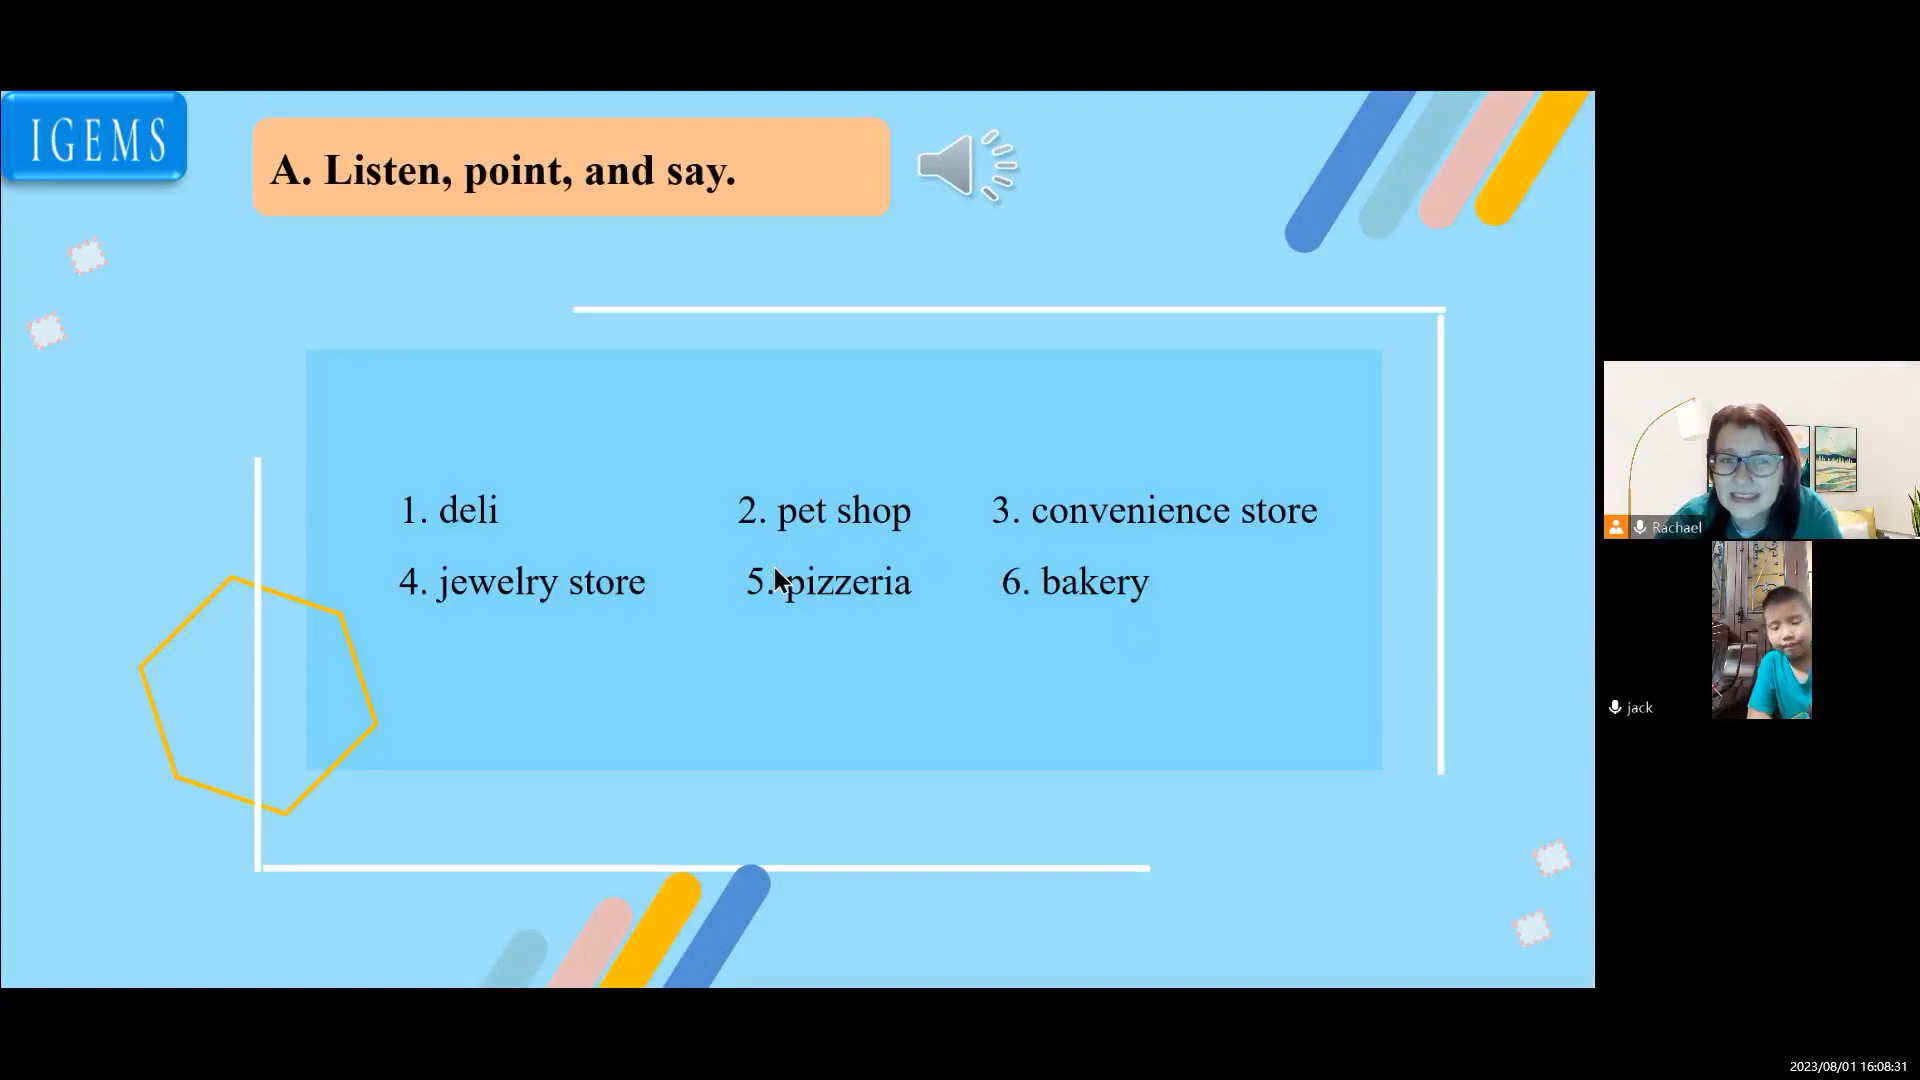 IGEMS
A. Listen, point, and say.
1. deli 2. pet shop 3. convenience store
4. jewelry store 5. pizzeria 6. bakery
Rachael
jack
2023/08/01 16:08:31